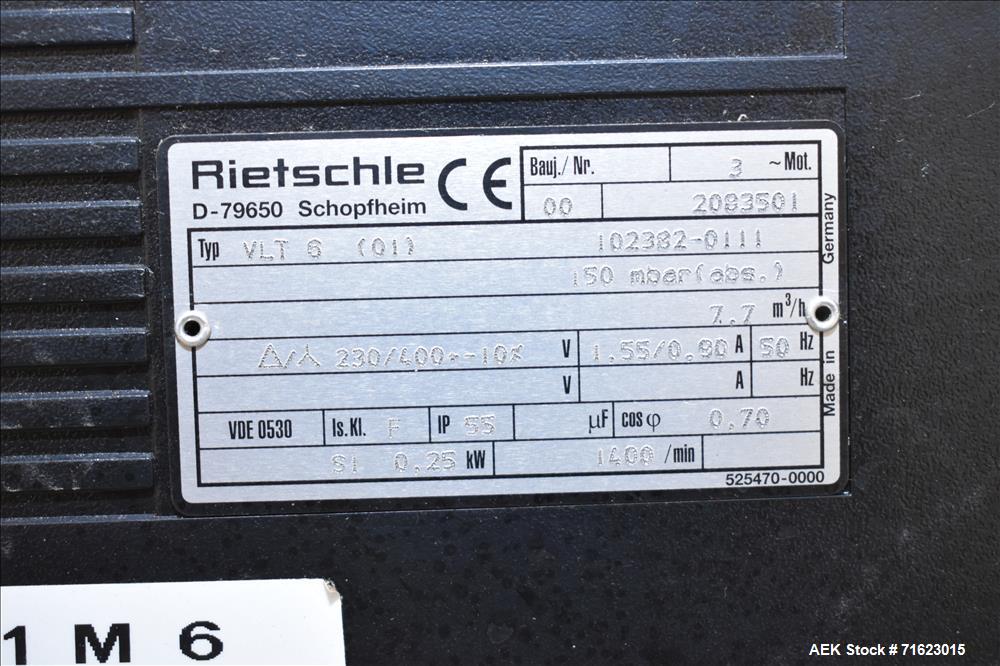 Rietschle CE
D-79650 Schopfheim
Bauj./ Nr. 3 ~ Mot.
00 2083501
Typ VLT 6 (01) 102382-0111
150 mbar(abs.)
7.7 m³/h
Δ/⅄ 230/400+-10% V 1.55/0.90 A 50 Hz
V A Hz
VDE 0530 Is.Kl. F IP 55 µF cos φ 0,70
S1 0.25 kW 1400 /min
525470-0000
Made in Germany
1M6
AEK Stock # 71623015